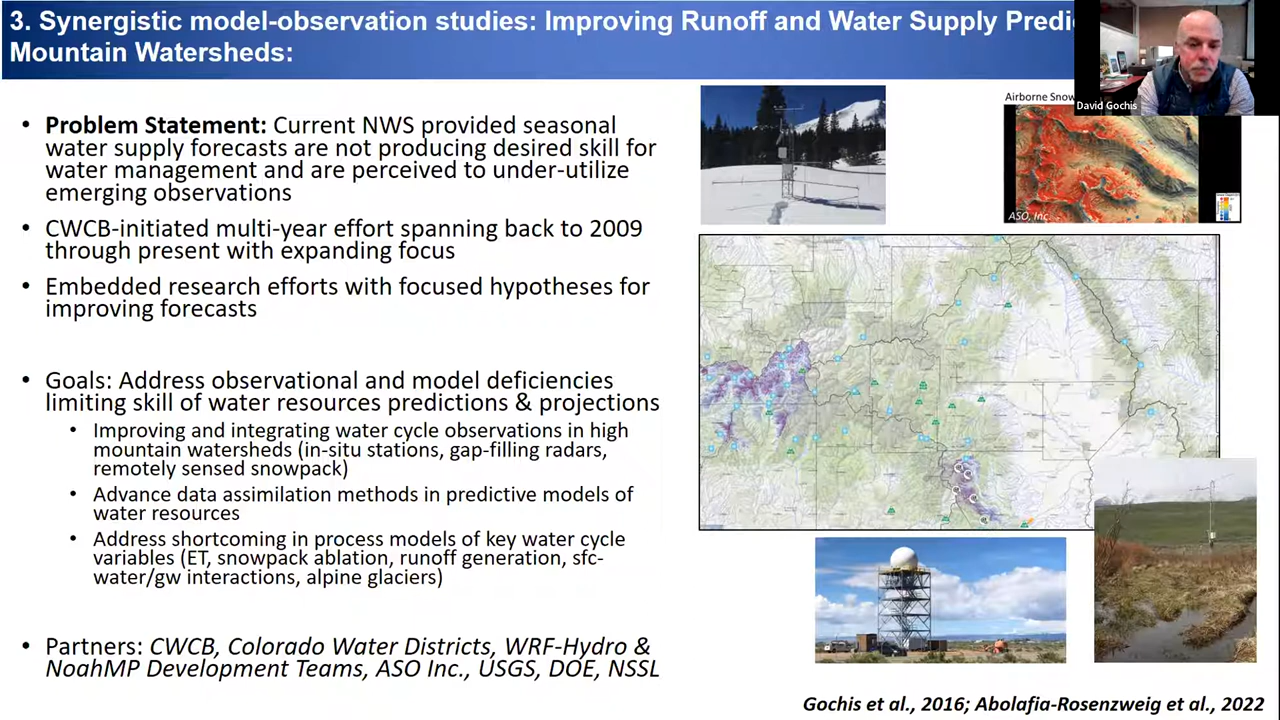 3. Synergistic model-observation studies: Improving Runoff and Water Supply Predi
Mountain Watersheds:
David Gochis
Airborne Snow
ASO, Inc.
• Problem Statement: Current NWS provided seasonal
water supply forecasts are not producing desired skill for
water management and are perceived to under-utilize
emerging observations
• CWCB-initiated multi-year effort spanning back to 2009
through present with expanding focus
• Embedded research efforts with focused hypotheses for
improving forecasts
• Goals: Address observational and model deficiencies
limiting skill of water resources predictions & projections
• Improving and integrating water cycle observations in high
mountain watersheds (in-situ stations, gap-filling radars,
remotely sensed snowpack)
• Advance data assimilation methods in predictive models of
water resources
• Address shortcoming in process models of key water cycle
variables (ET, snowpack ablation, runoff generation, sfc-
water/gw interactions, alpine glaciers)
• Partners: CWCB, Colorado Water Districts, WRF-Hydro &
NoahMP Development Teams, ASO Inc., USGS, DOE, NSSL
Gochis et al., 2016; Abolafia-Rosenzweig et al., 2022